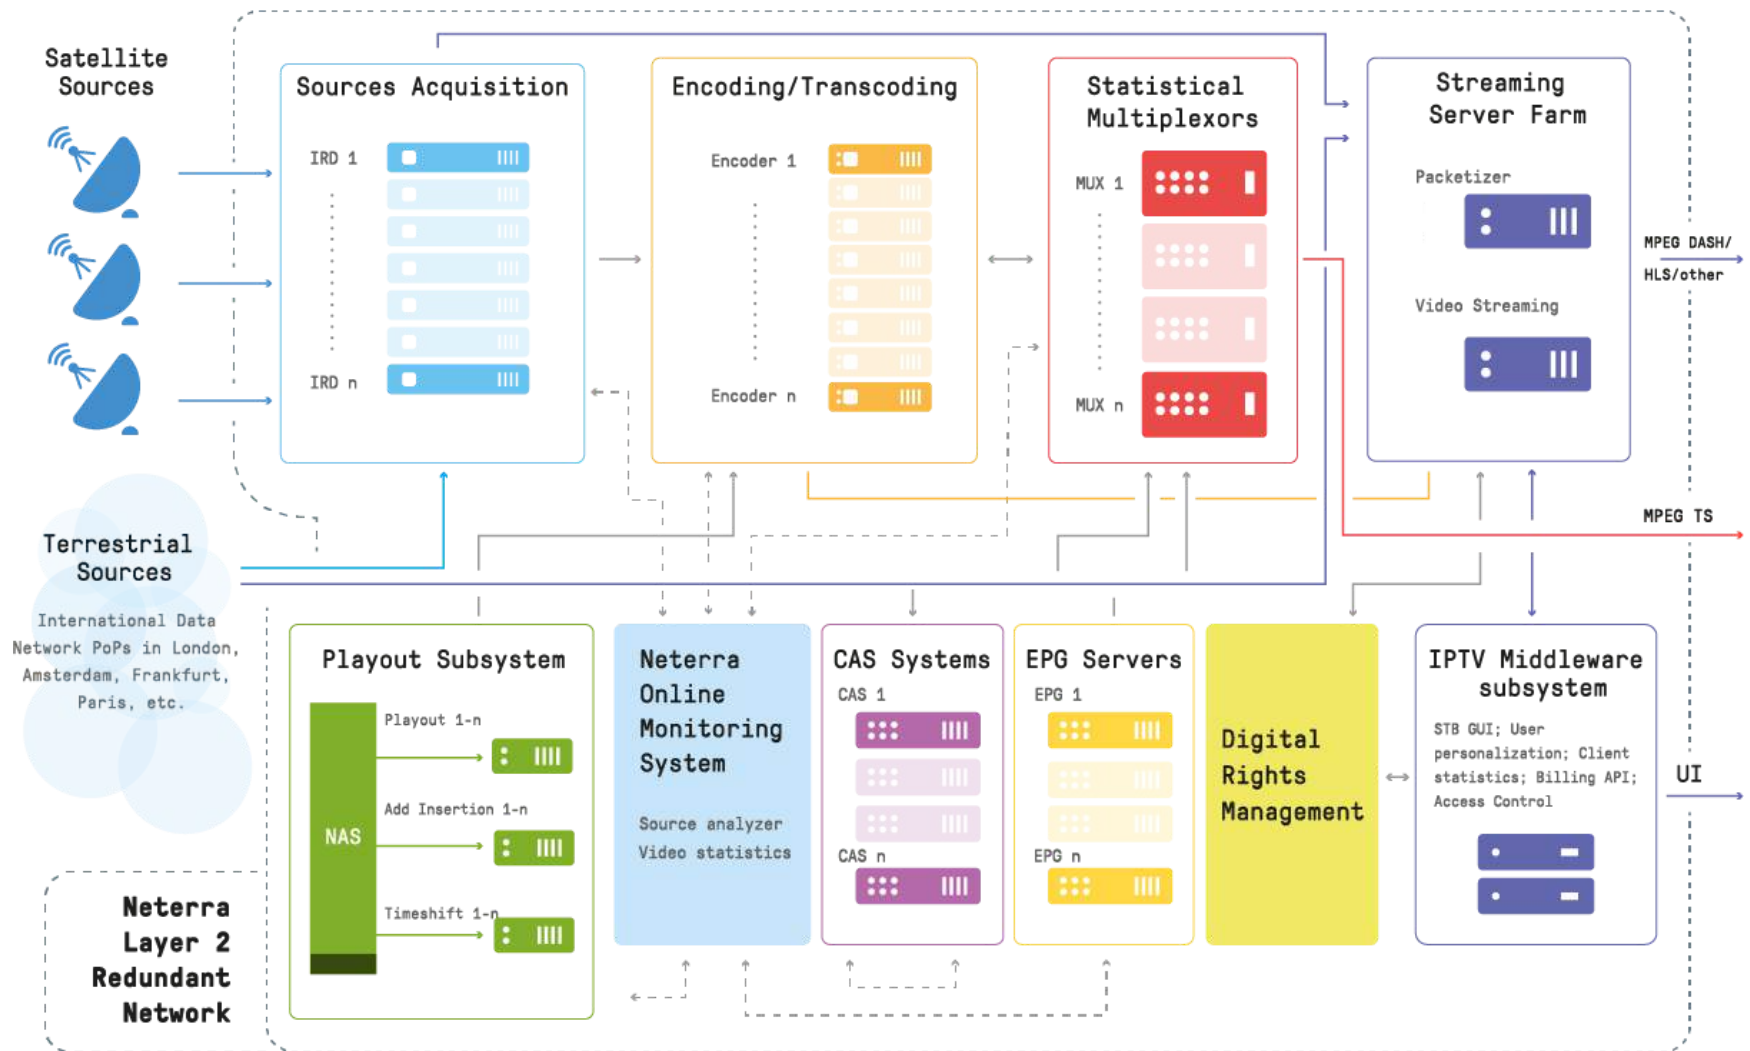 Satellite
Sources
Sources Acquisition
IRD 1
IRD n
Encoding/Transcoding
Encoder 1
Encoder n
Statistical
Multiplexors
MUX 1
MUX n
Streaming
Server Farm
Packetizer
Video Streaming
MPEG DASH/
HLS/other
MPEG TS
Terrestrial
Sources
International Data
Network PoPs in London,
Amsterdam, Frankfurt,
Paris, etc.
Playout Subsystem
NAS
Playout 1-n
Add Insertion 1-n
Timeshift 1-n
Neterra
Online
Monitoring
System
Source analyzer
Video statistics
CAS Systems
CAS 1
CAS n
EPG Servers
EPG 1
EPG n
Digital
Rights
Management
IPTV Middleware
subsystem
STB GUI; User
personalization; Client
statistics; Billing API;
Access Control
UI
Neterra
Layer 2
Redundant
Network